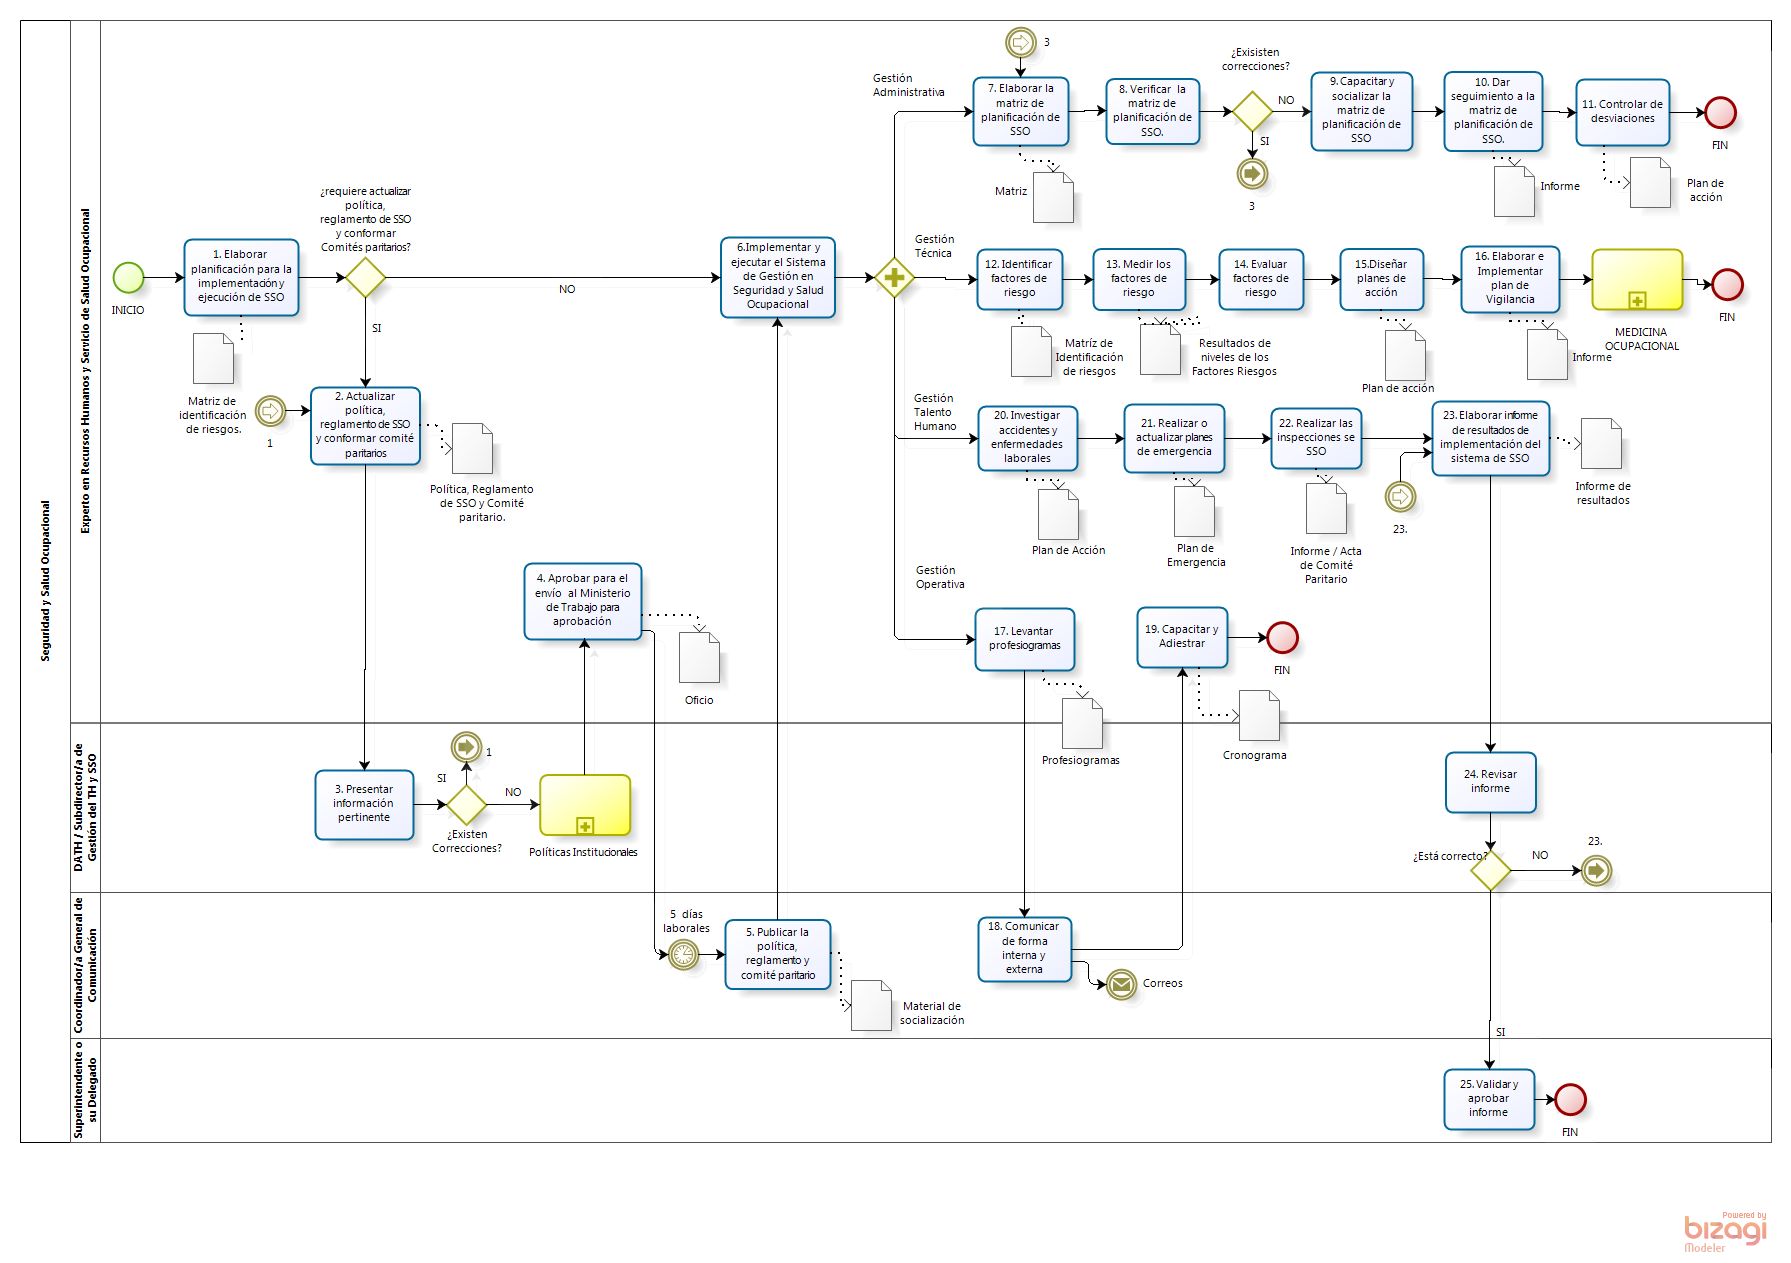 Seguridad y Salud Ocupacional
Experto en Recursos Humanos y Servicio de Salud Ocupacional
INICIO
1. Elaborar
planificación para la
implementación y
ejecución de SSO
Matriz de
identificación
de riesgos.
¿requiere actualizar
política,
reglamento de SSO
y conformar
Comités paritarios?
NO
SI
1
2. Actualizar
política,
reglamento de SSO
y conformar comité
paritarios
Política, Reglamento
de SSO y Comité
paritario.
4. Aprobar para el
envío al Ministerio
de Trabajo para
aprobación
Oficio
6.Implementar y
ejecutar el Sistema
de Gestión en
Seguridad y Salud
Ocupacional
Gestión
Administrativa
3
7. Elaborar la
matriz de
planificación de
SSO
Matriz
8. Verificar la
matriz de
planificación de
SSO.
¿Exisisten
correcciones?
NO
SI
3
9.Capacitar y
socializar la
matriz de
planificación de
SSO
10. Dar
seguimiento a la
matriz de
planificación de
SSO.
Informe
11. Controlar de
desviaciones
Plan de
acción
FIN
Gestión
Técnica
12. Identificar
factores de
riesgo
Matríz de
Identificación
de riesgos
13. Medir los
factores de
riesgo
Resultados de
niveles de los
Factores Riesgos
14. Evaluar
factores de
riesgo
15.Diseñar
planes de
acción
Plan de acción
16. Elaborar e
Implementar
plan de
Vigilancia
Informe
MEDICINA
OCUPACIONAL
FIN
Gestión
Talento
Humano
20. Investigar
accidentes y
enfermedades
laborales
Plan de Acción
21. Realizar o
actualizar planes
de emergencia
Plan de
Emergencia
22. Realizar las
inspecciones se
SSO
Informe / Acta
de Comité
Paritario
23. Elaborar informe
de resultados de
implementación del
sistema de SSO
23.
Informe de
resultados
Gestión
Operativa
17. Levantar
profesiogramas
Profesiogramas
19. Capacitar y
Adiestrar
Cronograma
FIN
DATH / Subdirector/a de
Gestión del TH y SSO
3. Presentar
información
pertinente
SI
1
NO
¿Existen
Correcciones?
Políticas Institucionales
24. Revisar
informe
¿Está correcto?
NO
23.
Coordinador/a General de
Comunicación
5 días
laborales
5. Publicar la
política,
reglamento y
comité paritario
Material de
socialización
18. Comunicar
de forma
interna y
externa
Correos
SI
Superintendente o
su Delegado
25. Validar y
aprobar
informe
FIN
Powered by
bizagi
Modeler